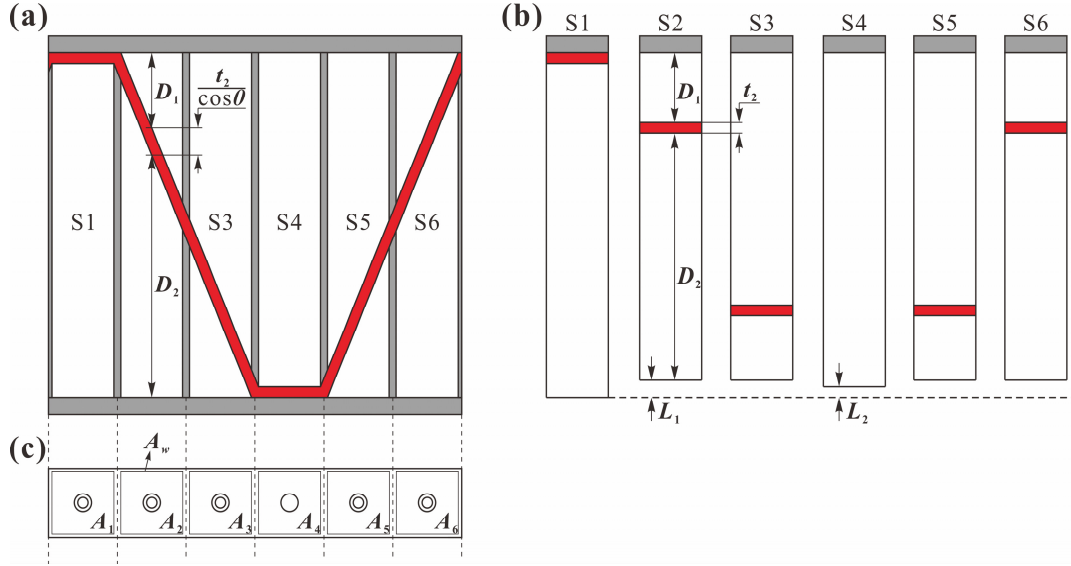 (a)
D₁
t₂
cosθ
S1
S3
S4
S5
S6
D₂
(b)
S1
S2
S3
S4
S5
S6
D₁
t₂
D₂
L₁
L₂
(c)
A_w
A₁
A₂
A₃
A₄
A₅
A₆